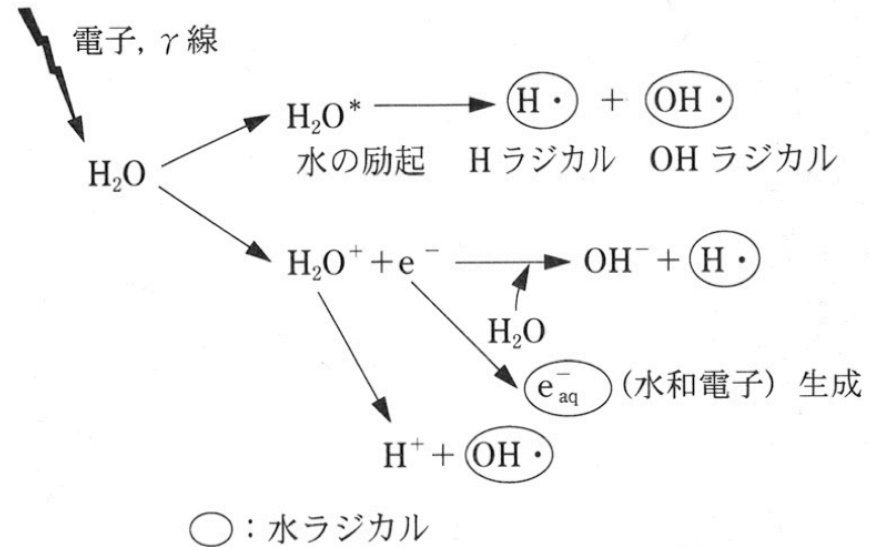 電子, γ線
H₂O* → H・ + OH・
水の励起 Hラジカル OHラジカル
H₂O
H₂O⁺ + e⁻ → OH⁻ + H・
H₂O
e⁻aq (水和電子) 生成
H⁺ + OH・
○:水ラジカル